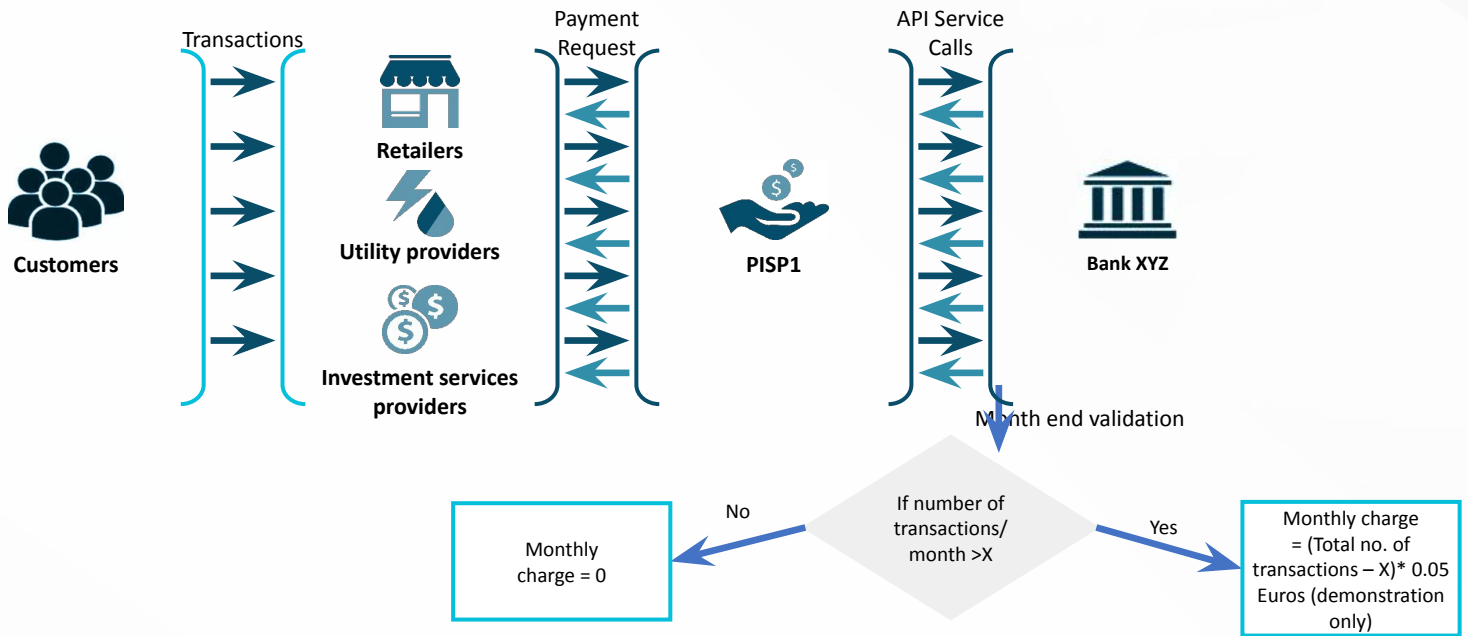 Transactions
Payment
Request
API Service
Calls
Retailers
Utility providers
Investment services
providers
Customers
PISP1
Bank XYZ
$
$
$
$
$
Month end validation
If number of
transactions/
month >X
No
Yes
Monthly
charge = 0
Monthly charge
= (Total no. of
transactions – X)* 0.05
Euros (demonstration
only)